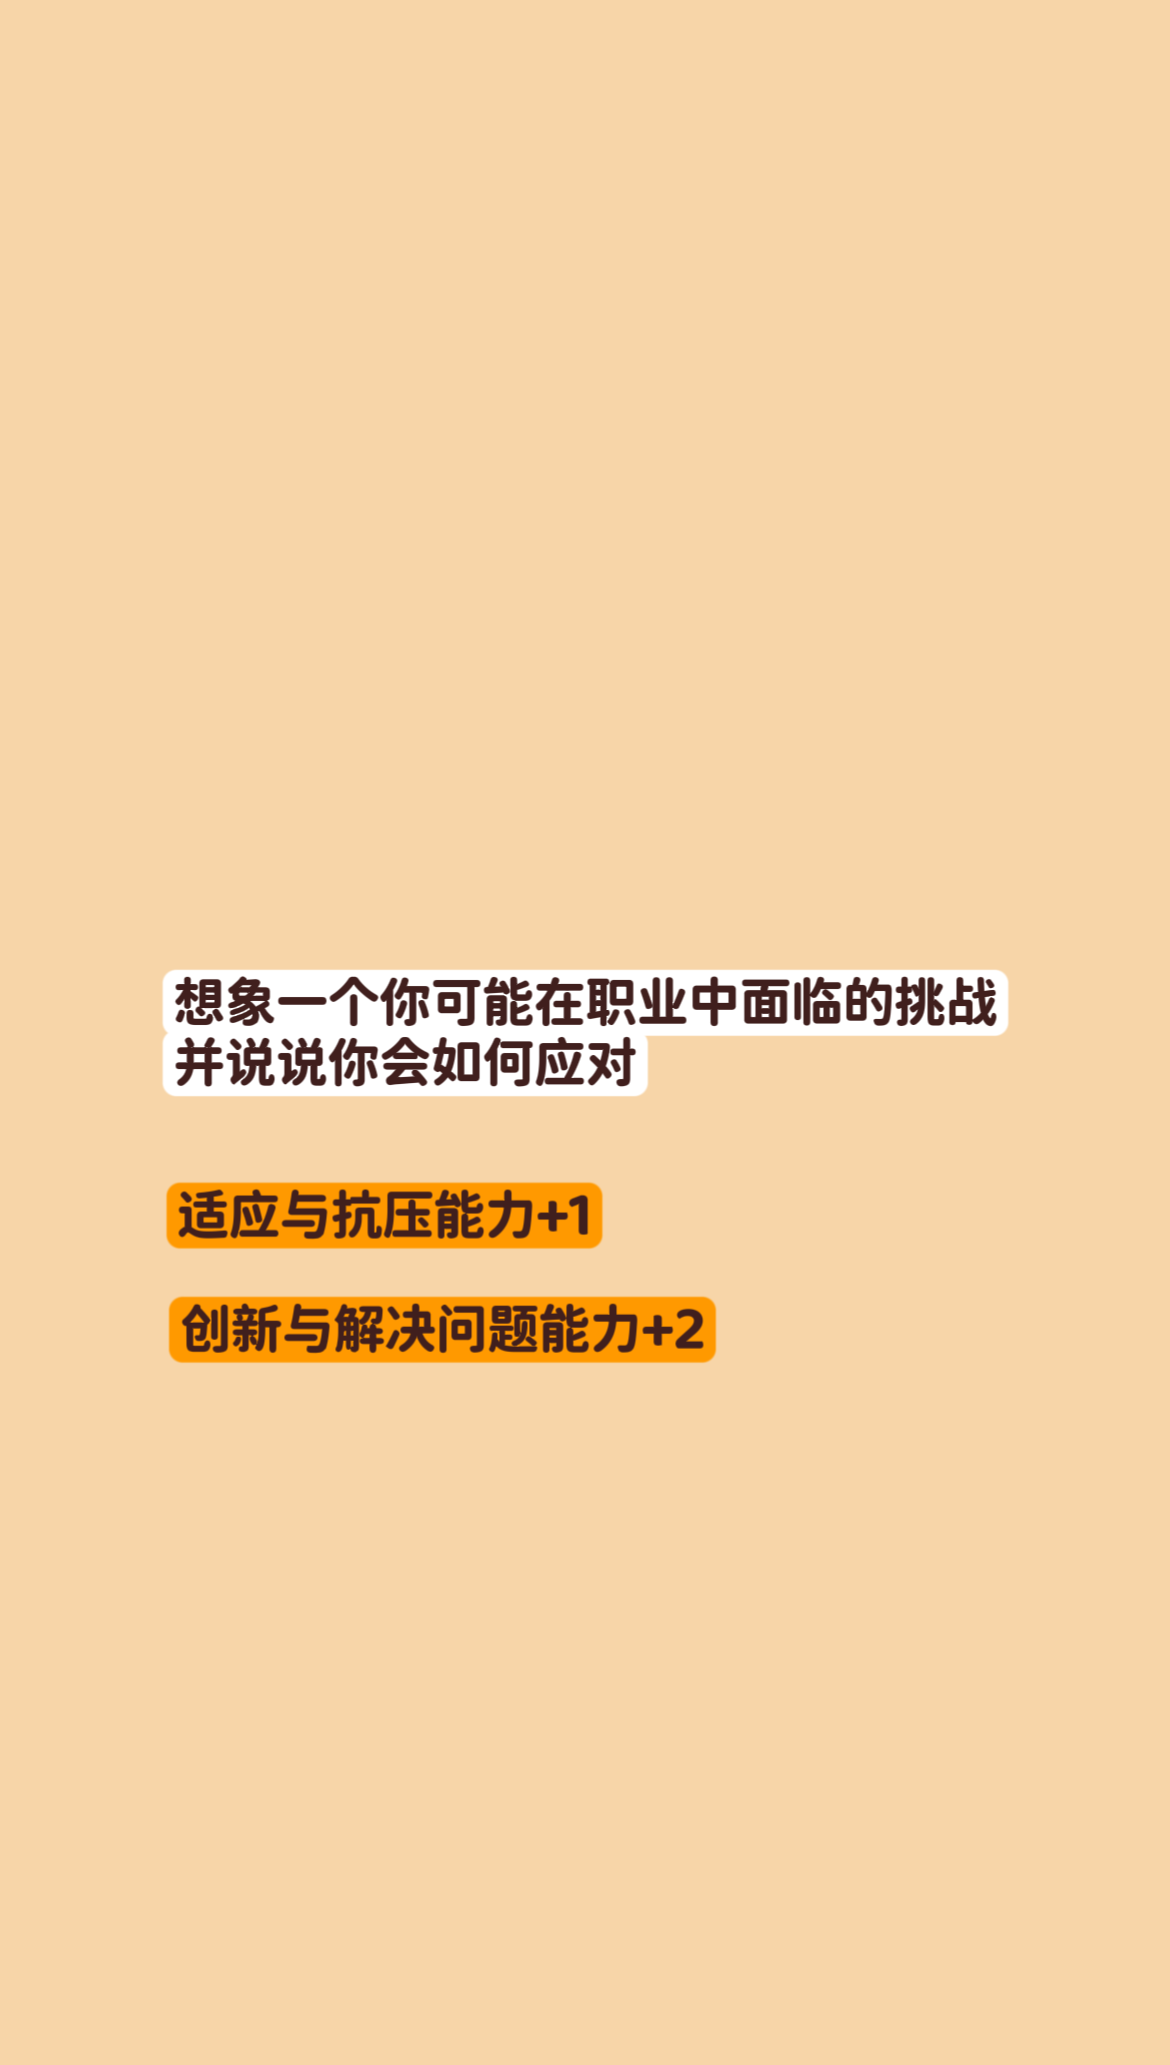 想象一个你可能在职业中面临的挑战
并说说你会如何应对
适应与抗压能力+1
创新与解决问题能力+2